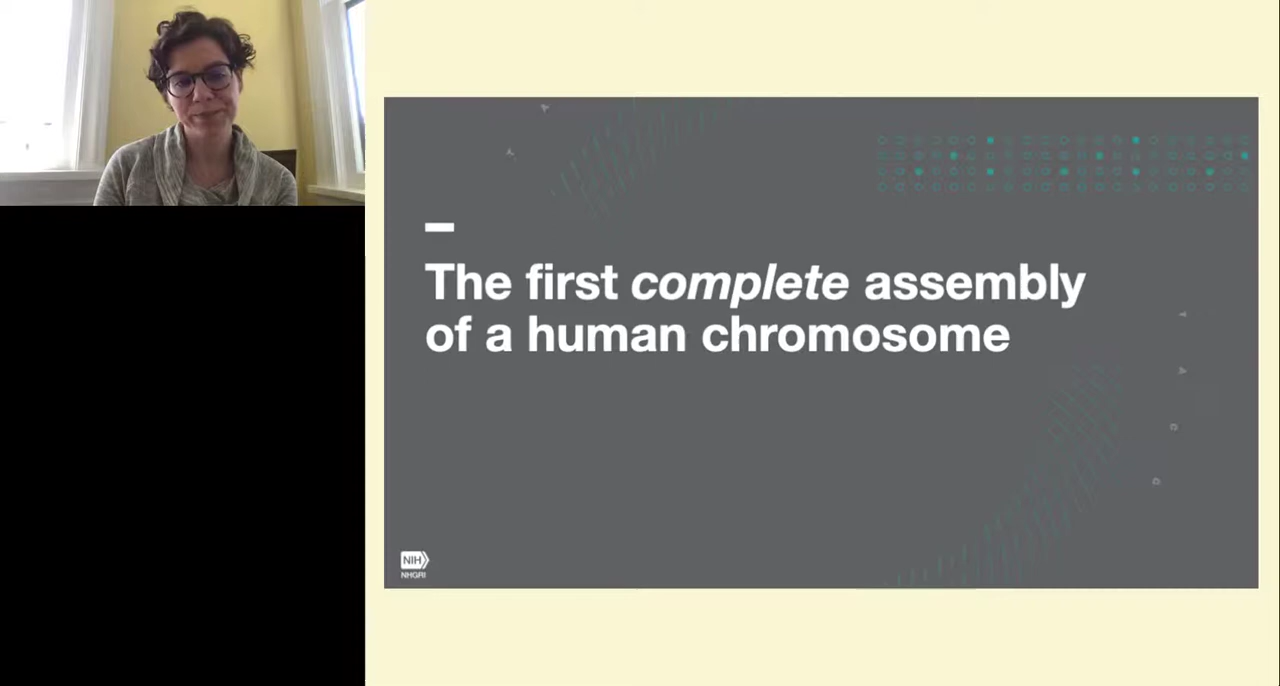 The first complete assembly
of a human chromosome
NIH
NHGRI